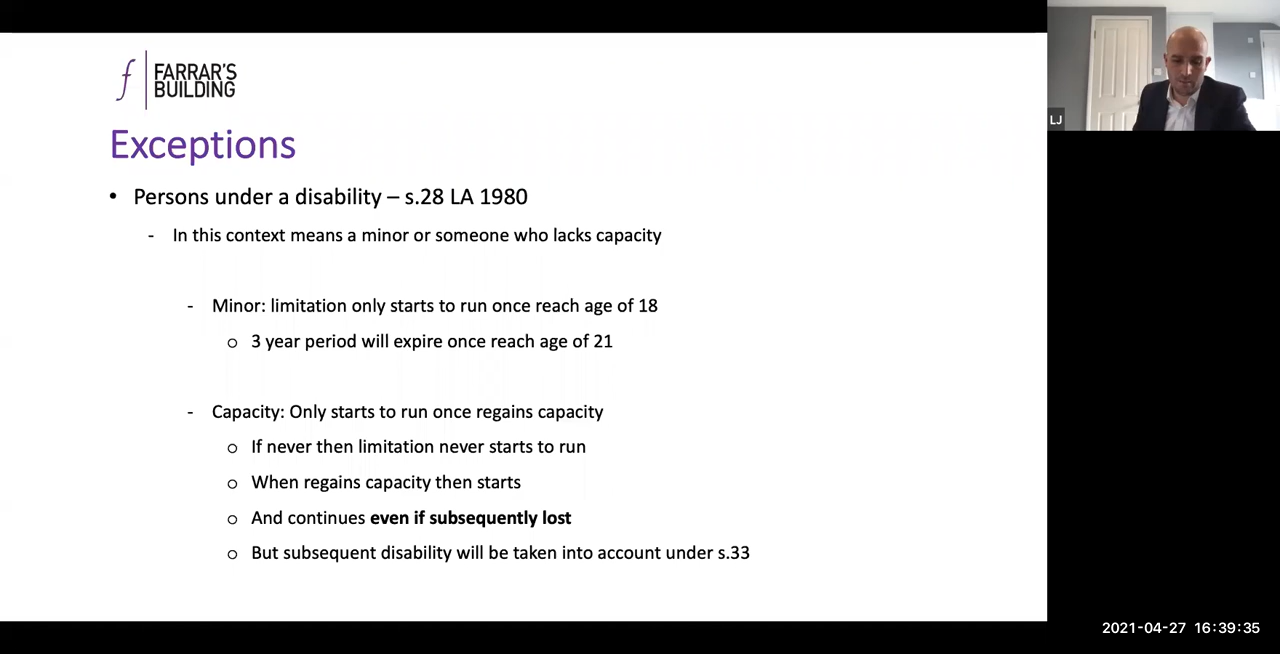 f FARRAR'S
BUILDING
Exceptions
• Persons under a disability – s.28 LA 1980
- In this context means a minor or someone who lacks capacity
- Minor: limitation only starts to run once reach age of 18
o 3 year period will expire once reach age of 21
- Capacity: Only starts to run once regains capacity
o If never then limitation never starts to run
o When regains capacity then starts
o And continues even if subsequently lost
o But subsequent disability will be taken into account under s.33
LJ
2021-04-27 16:39:35